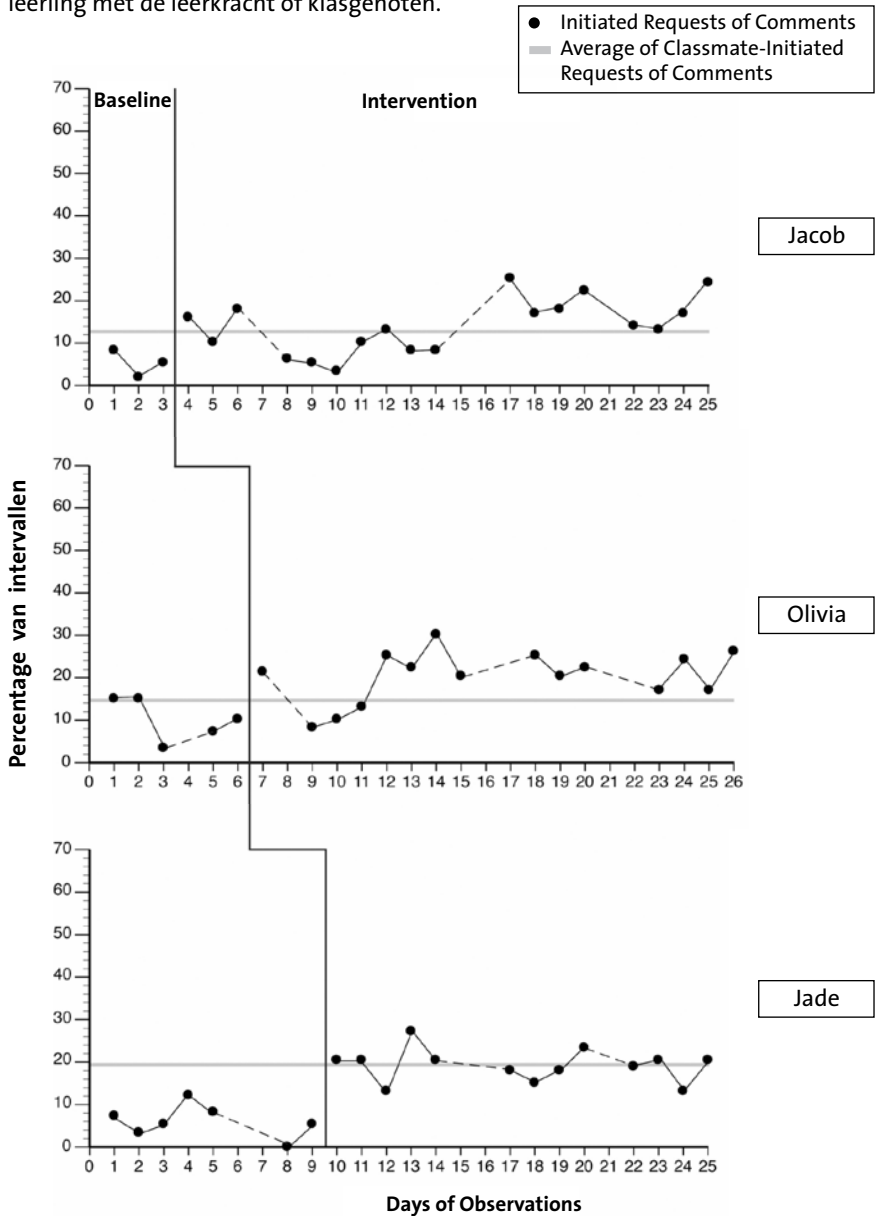 leerling met de leerkracht of klasgenoten.
Initiated Requests of Comments
Average of Classmate-Initiated
Requests of Comments
Baseline
Intervention
70
60
50
40
30
20
10
0
0 1 2 3 4 5 6 7 8 9 10 11 12 13 14 15 16 17 18 19 20 21 22 23 24 25
Jacob
Percentage van intervallen
70
60
50
40
30
20
10
0
0 1 2 3 4 5 6 7 8 9 10 11 12 13 14 15 16 17 18 19 20 21 22 23 24 25 26
Olivia
70
60
50
40
30
20
10
0
0 1 2 3 4 5 6 7 8 9 10 11 12 13 14 15 16 17 18 19 20 21 22 23 24 25
Jade
Days of Observations